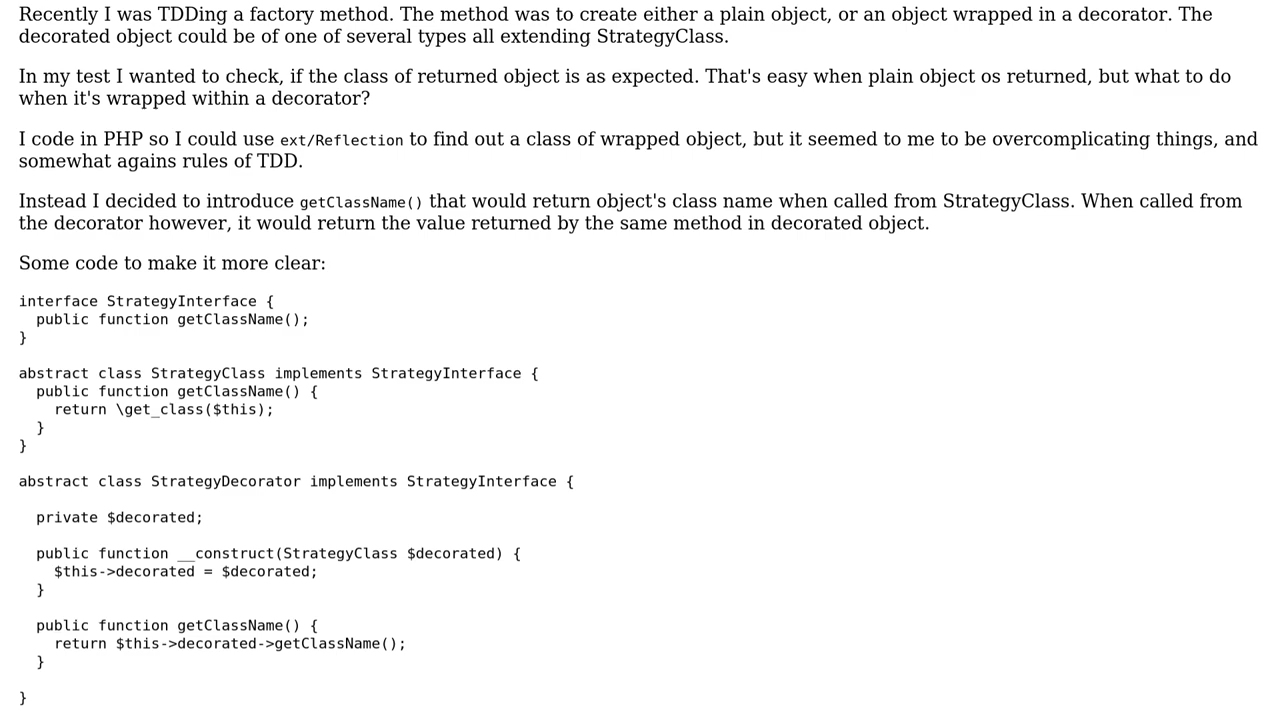 Recently I was TDDing a factory method. The method was to create either a plain object, or an object wrapped in a decorator. The
decorated object could be of one of several types all extending StrategyClass.
In my test I wanted to check, if the class of returned object is as expected. That's easy when plain object os returned, but what to do
when it's wrapped within a decorator?
I code in PHP so I could use ext/Reflection to find out a class of wrapped object, but it seemed to me to be overcomplicating things, and
somewhat agains rules of TDD.
Instead I decided to introduce getClassName() that would return object's class name when called from StrategyClass. When called from
the decorator however, it would return the value returned by the same method in decorated object.
Some code to make it more clear:
interface StrategyInterface {
  public function getClassName();
}
abstract class StrategyClass implements StrategyInterface {
  public function getClassName() {
    return \get_class($this);
  }
}
abstract class StrategyDecorator implements StrategyInterface {
  private $decorated;
  public function __construct(StrategyClass $decorated) {
    $this->decorated = $decorated;
  }
  public function getClassName() {
    return $this->decorated->getClassName();
  }
}